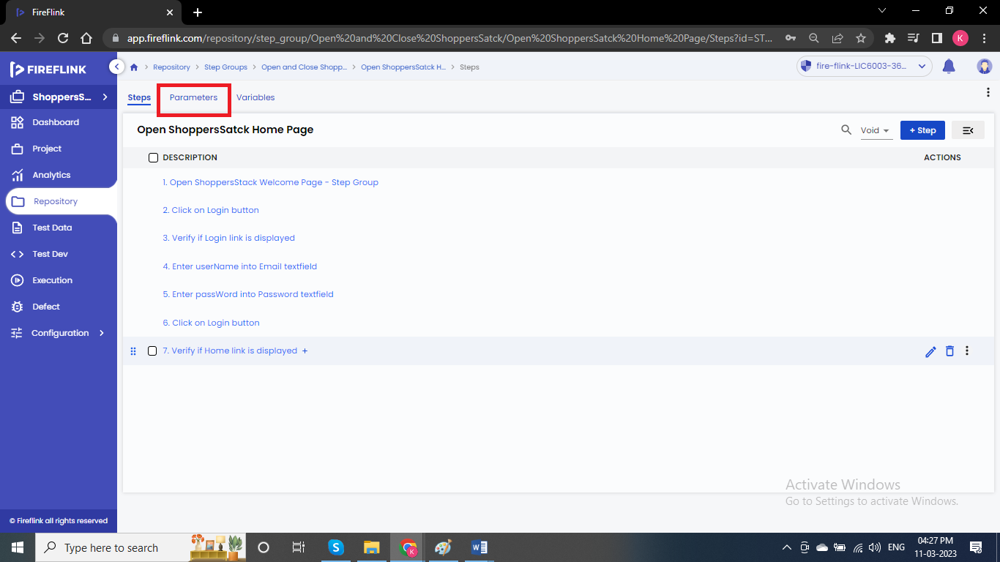 FireFlink
app.fireflink.com/repository/step_group/Open%20and%20Close%20ShoppersSatck/Open%20ShoppersSatck%20Home%20Page/Steps?id=ST...
K
FIREFLINK
Repository
Step Groups
Open and Close Shopp...
Open ShoppersSatck H...
Steps
fire-flink-LIC6003-36...
ShoppersS...
Dashboard
Project
Analytics
Repository
Test Data
Test Dev
Execution
Defect
Configuration
© Fireflink all rights reserved
Steps
Parameters
Variables
Open ShoppersSatck Home Page
Void
+ Step
DESCRIPTION
ACTIONS
1. Open ShoppersStack Welcome Page - Step Group
2. Click on Login button
3. Verify if Login link is displayed
4. Enter userName into Email textfield
5. Enter passWord into Password textfield
6. Click on Login button
7. Verify if Home link is displayed +
Activate Windows
Go to Settings to activate Windows.
Type here to search
S
K
W
ENG
04:27 PM
11-03-2023